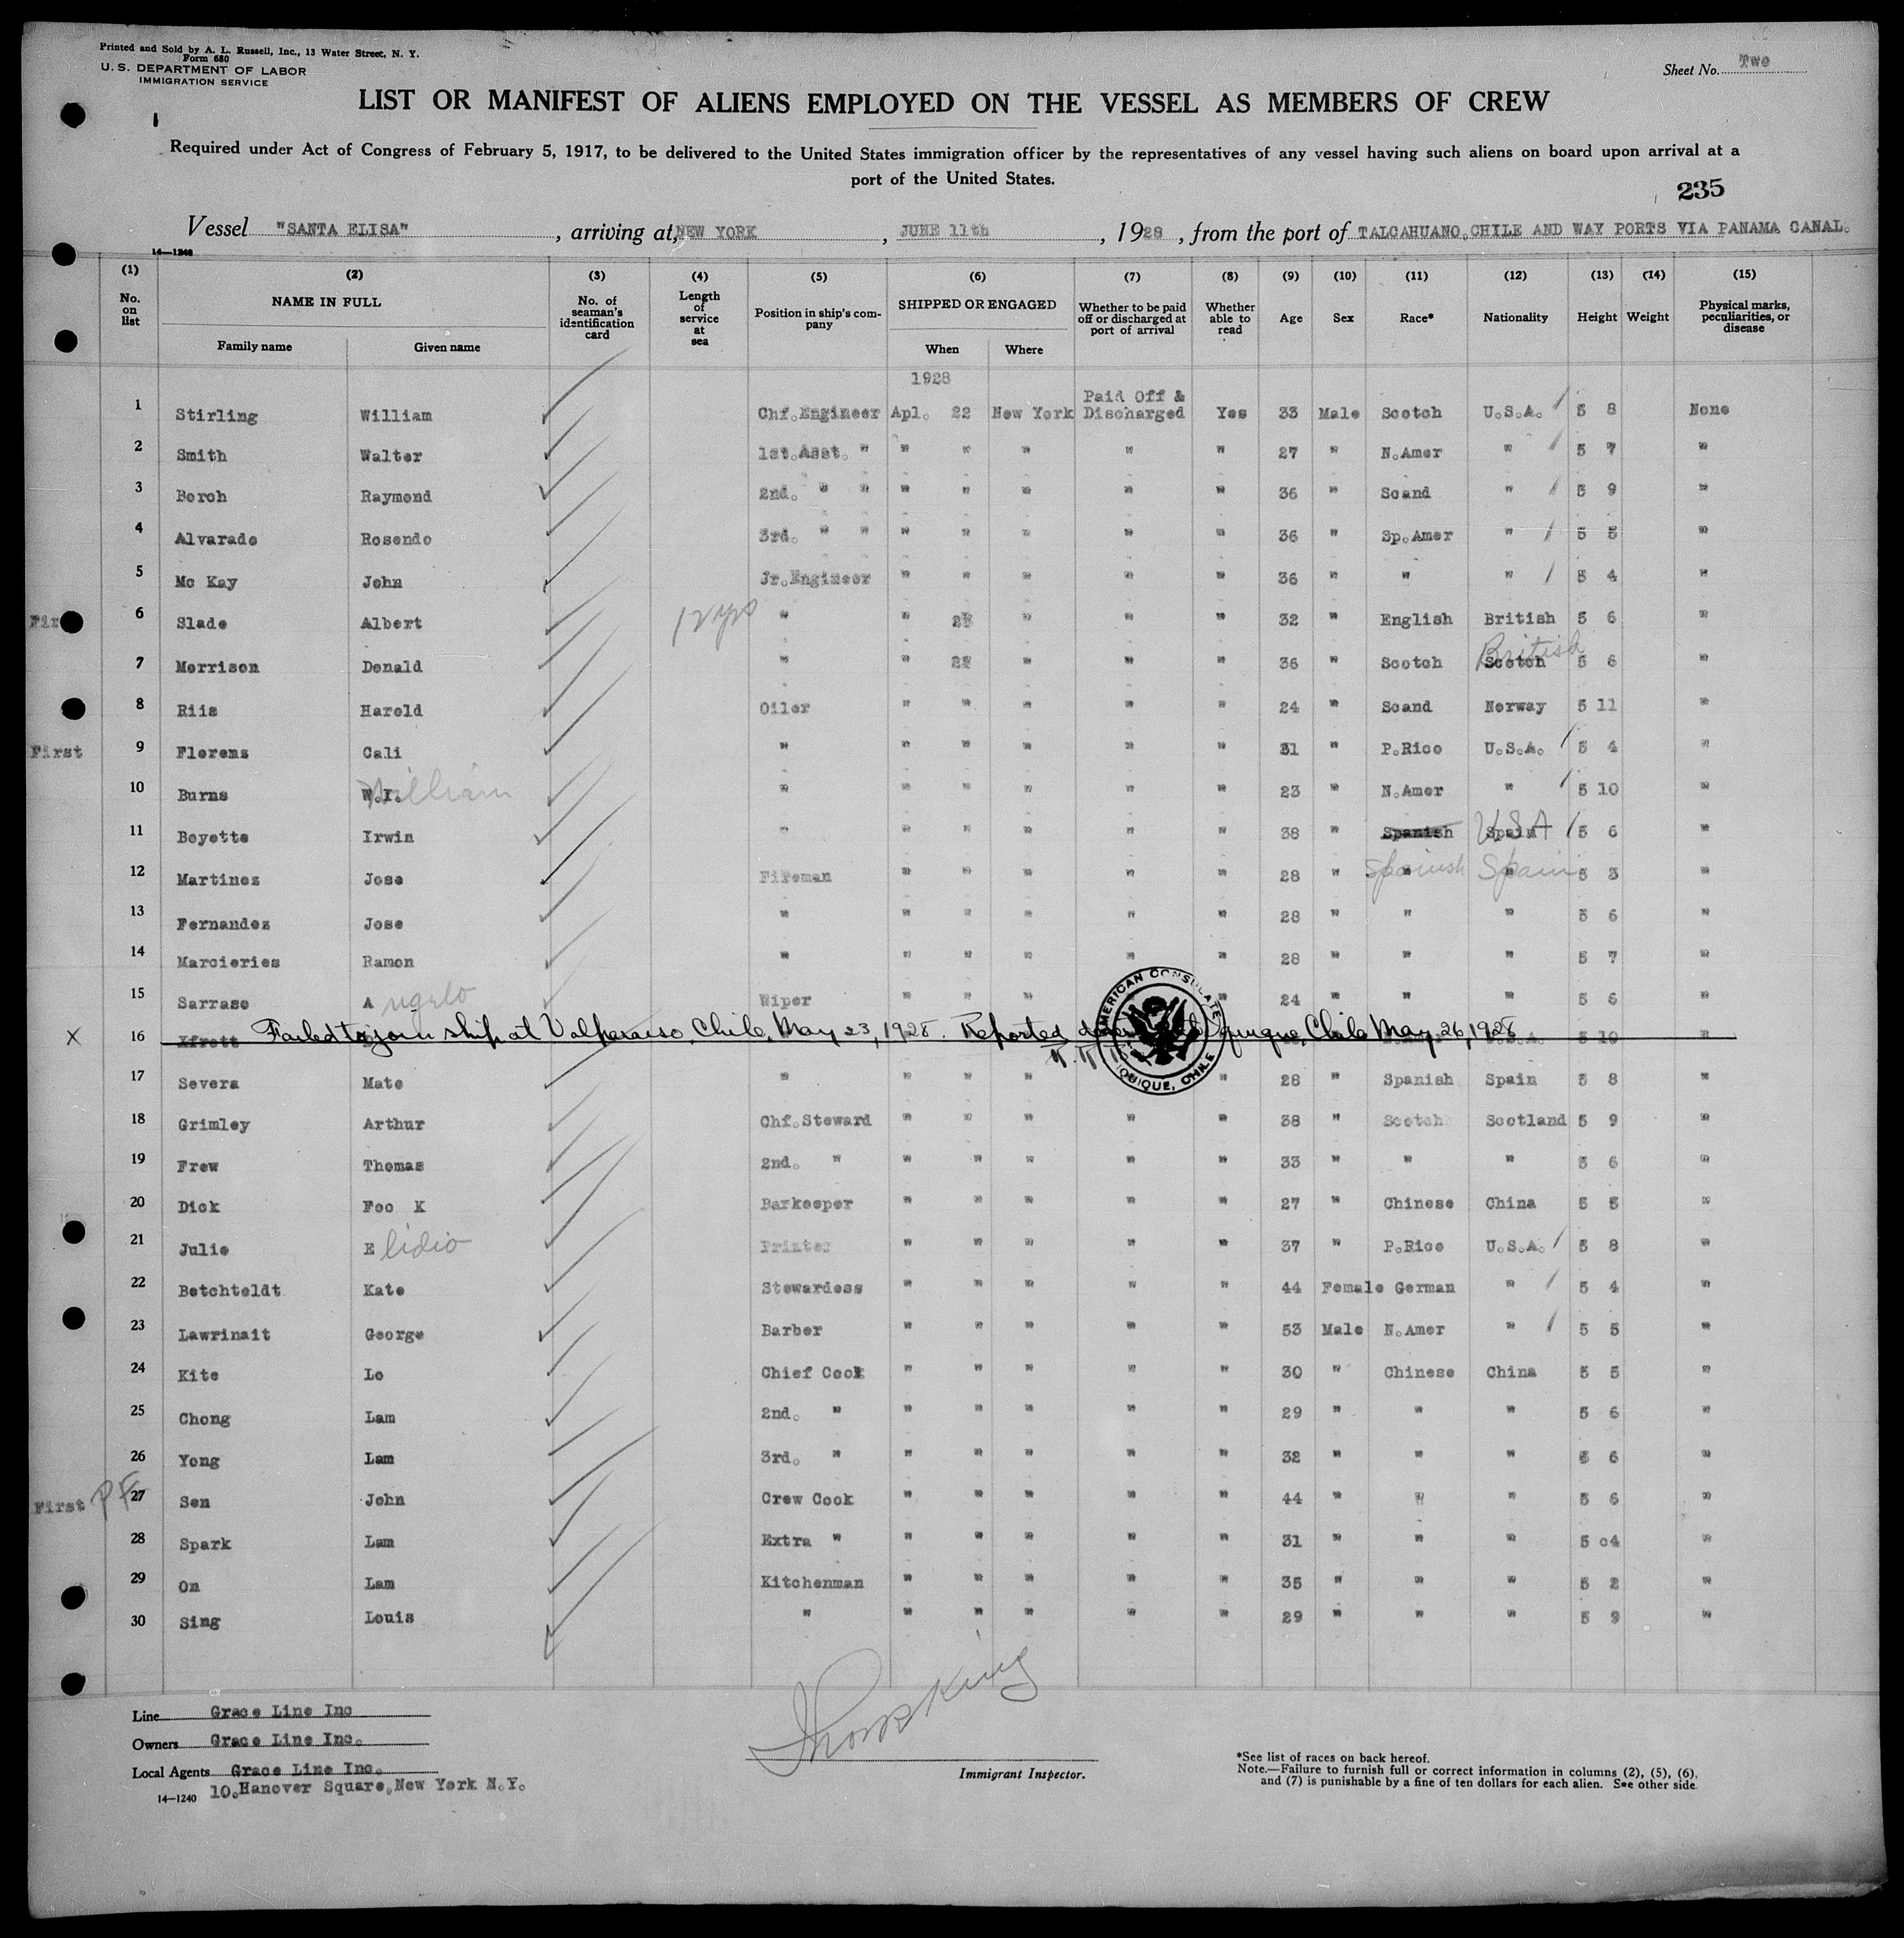 Printed and Sold by A. L. Russell, Inc., 13 Water Street, N. Y.
Form 680
U. S. DEPARTMENT OF LABOR
IMMIGRATION SERVICE
Sheet No. Two
LIST OR MANIFEST OF ALIENS EMPLOYED ON THE VESSEL AS MEMBERS OF CREW
Required under Act of Congress of February 5, 1917, to be delivered to the United States immigration officer by the representatives of any vessel having such aliens on board upon arrival at a
port of the United States.
235
Vessel "SANTA ELISA", arriving at, NEW YORK, JUNE 11th, 1928, from the port of TALCAHUANO, CHILE AND WAY PORTS VIA PANAMA CANAL.
14—1240
(1) (2) (3) (4) (5) (6) (7) (8) (9) (10) (11) (12) (13) (14) (15)
No. on list NAME IN FULL Family name Given name No. of seaman's identification card Length of service at sea Position in ship's company SHIPPED OR ENGAGED When Where Whether to be paid off or discharged at port of arrival Whether able to read Age Sex Race* Nationality Height Weight Physical marks, peculiarities, or disease
1928
1 Stirling William Chf.Engineer Apl. 22 New York Paid Off & Discharged Yes 33 Male Scotch U.S.A. 5 8 None
2 Smith Walter 1st.Asst. " " " " " " 27 " N.Amer " 5 7 "
3 Borch Raymond 2nd. " " " " " " " 36 " Scand " 5 9 "
4 Alvarado Rosendo 3rd. " " " " " " " 36 " Sp.Amer " 5 5 "
5 Mc Kay John Jr.Engineer " " " " " 36 " " " 5 4 "
6 Slade Albert 12 yrs " " " " " 32 " English British 5 6 "
7 Morrison Donald " " " " " 36 " Scotch Scotch British 5 6 "
8 Riis Harold Oiler " " " " " 24 " Scand Norway 5 11 "
First 9 Florenz Cali " " " " " " 31 " P.Rico U.S.A. 5 4 "
10 Burns William " " " " " " 23 " N.Amer " 5 10 "
11 Boyette Irwin " " " " " " 38 " Spanish Spain USA 5 6 "
12 Martinez Jose Fireman " " " " " 28 " Spanish Spain 5 3 "
13 Fernandez Jose " " " " " " 28 " " " 5 6 "
14 Marcieries Ramon " " " " " " 28 " " " 5 7 "
15 Sarraso Angelo Wiper " " " " 24 " " " 5 6 "
X 16 Failed to join ship at Valparaiso, Chile, May 23, 1928. Reported Iquique, Chile May 26, 1928 5 10 "
AMERICAN CONSULATE
IQUIQUE, CHILE
17 Severa Mate " " " " " 28 " Spanish Spain 5 8 "
18 Grimley Arthur Chf.Steward " " " " " 38 " Scotch Scotland 5 9 "
19 Frew Thomas 2nd. " " " " " " 33 " " " 5 6 "
20 Dick Foo K Barkeeper " " " " " 27 " Chinese China 5 5 "
21 Julio Elidio Printer " " " " " 37 " P.Rico U.S.A. 5 8 "
22 Betchteldt Kate Stewardess " " " " " 44 Female German " 5 4 "
23 Lawrinait George Barber " " " " " 53 Male N.Amer " 5 5 "
24 Kite Lo Chief Cook " " " " " 30 " Chinese China 5 5 "
25 Chong Lam 2nd. " " " " " " 29 " " " 5 6 "
26 Yong Lam 3rd. " " " " " " 32 " " " 5 6 "
First PF 27 Sen John Crew Cook " " " " " 44 " " " 5 6 "
28 Spark Lam Extra " " " " " " 31 " " " 5 04 "
29 On Lam Kitchenman " " " " " 35 " " " 5 2 "
30 Sing Louis " " " " " " 29 " " " 5 9 "
Line Grace Line Inc
Owners Grace Line Inc.
Local Agents Grace Line Inc.
10.Hanover Square, New York N.Y.
14—1240
Immigrant Inspector.
*See list of races on back hereof.
Note.—Failure to furnish full or correct information in columns (2), (5), (6),
and (7) is punishable by a fine of ten dollars for each alien. See other side.